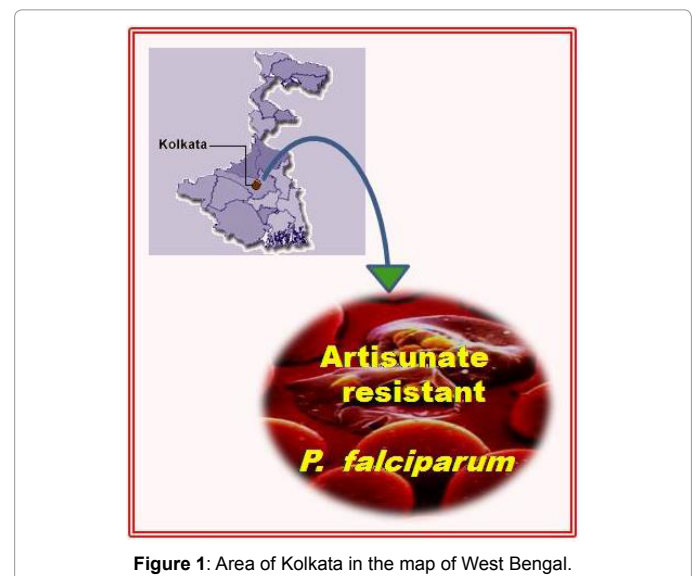 Kolkata
Artisunate
resistant
P. falciparum
Figure 1: Area of Kolkata in the map of West Bengal.